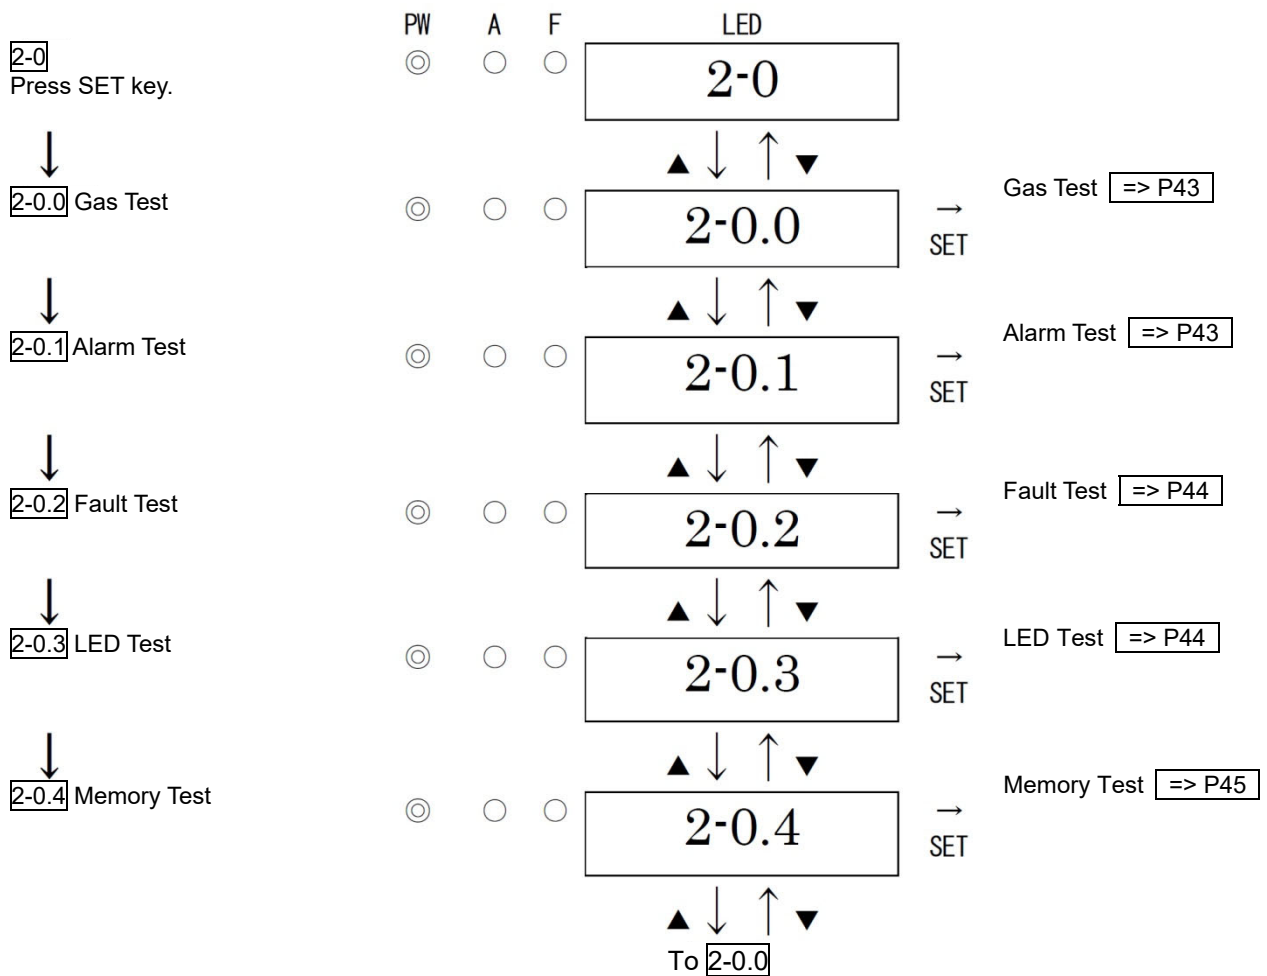 PW A F LED
2-0
Press SET key.
2-0
▲ ↓ ↑ ▼
2-0.0 Gas Test
2-0.0
→
SET
Gas Test => P43
▲ ↓ ↑ ▼
2-0.1 Alarm Test
2-0.1
→
SET
Alarm Test => P43
▲ ↓ ↑ ▼
2-0.2 Fault Test
2-0.2
→
SET
Fault Test => P44
▲ ↓ ↑ ▼
2-0.3 LED Test
2-0.3
→
SET
LED Test => P44
▲ ↓ ↑ ▼
2-0.4 Memory Test
2-0.4
→
SET
Memory Test => P45
▲ ↓ ↑ ▼
To 2-0.0